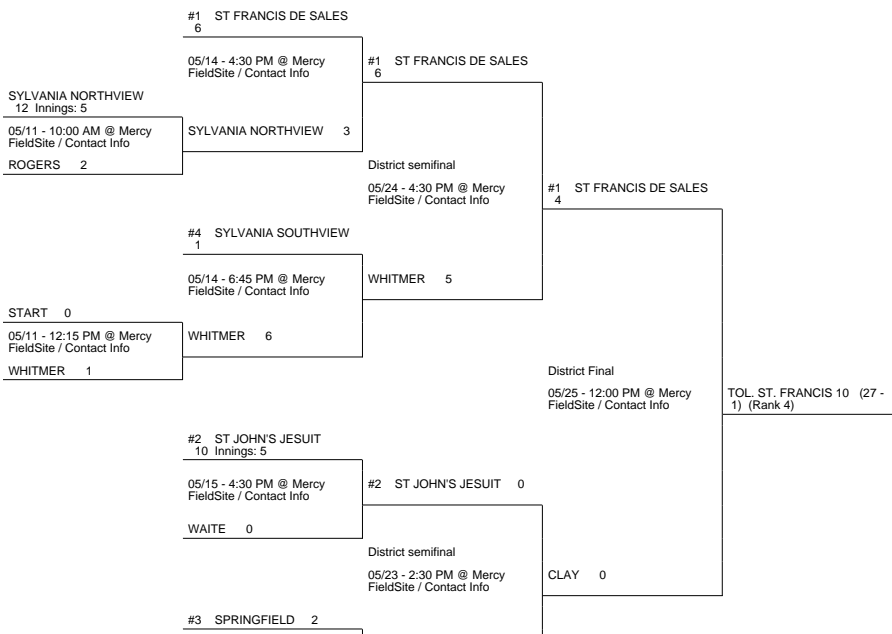 #1 ST FRANCIS DE SALES
6
05/14 - 4:30 PM @ Mercy
FieldSite / Contact Info
#1 ST FRANCIS DE SALES
6
SYLVANIA NORTHVIEW
12 Innings: 5
05/11 - 10:00 AM @ Mercy
FieldSite / Contact Info
SYLVANIA NORTHVIEW 3
ROGERS 2
District semifinal
05/24 - 4:30 PM @ Mercy
FieldSite / Contact Info
#1 ST FRANCIS DE SALES
4
#4 SYLVANIA SOUTHVIEW
1
05/14 - 6:45 PM @ Mercy
FieldSite / Contact Info
WHITMER 5
START 0
05/11 - 12:15 PM @ Mercy
FieldSite / Contact Info
WHITMER 6
WHITMER 1
District Final
05/25 - 12:00 PM @ Mercy
FieldSite / Contact Info
TOL. ST. FRANCIS 10 (27 -
1) (Rank 4)
#2 ST JOHN'S JESUIT
10 Innings: 5
05/15 - 4:30 PM @ Mercy
FieldSite / Contact Info
#2 ST JOHN'S JESUIT 0
WAITE 0
District semifinal
05/23 - 2:30 PM @ Mercy
FieldSite / Contact Info
CLAY 0
#3 SPRINGFIELD 2